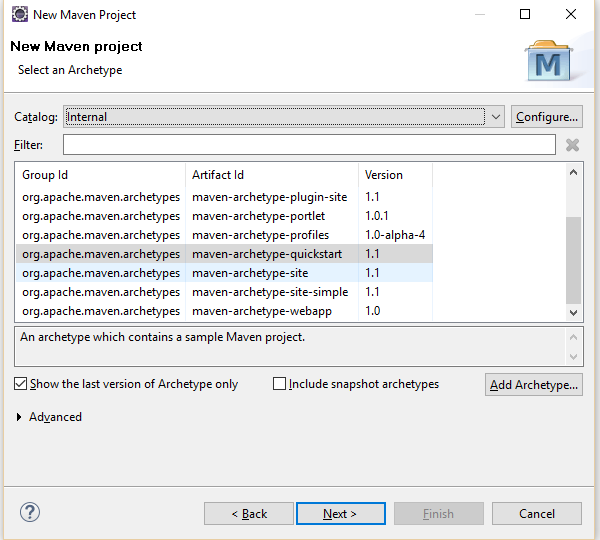 New Maven Project
New Maven project
Select an Archetype
M
Catalog: Internal Configure...
Filter:
Group Id Artifact Id Version
org.apache.maven.archetypes maven-archetype-plugin-site 1.1
org.apache.maven.archetypes maven-archetype-portlet 1.0.1
org.apache.maven.archetypes maven-archetype-profiles 1.0-alpha-4
org.apache.maven.archetypes maven-archetype-quickstart 1.1
org.apache.maven.archetypes maven-archetype-site 1.1
org.apache.maven.archetypes maven-archetype-site-simple 1.1
org.apache.maven.archetypes maven-archetype-webapp 1.0
An archetype which contains a sample Maven project.
Show the last version of Archetype only Include snapshot archetypes Add Archetype...
Advanced
? < Back Next > Finish Cancel